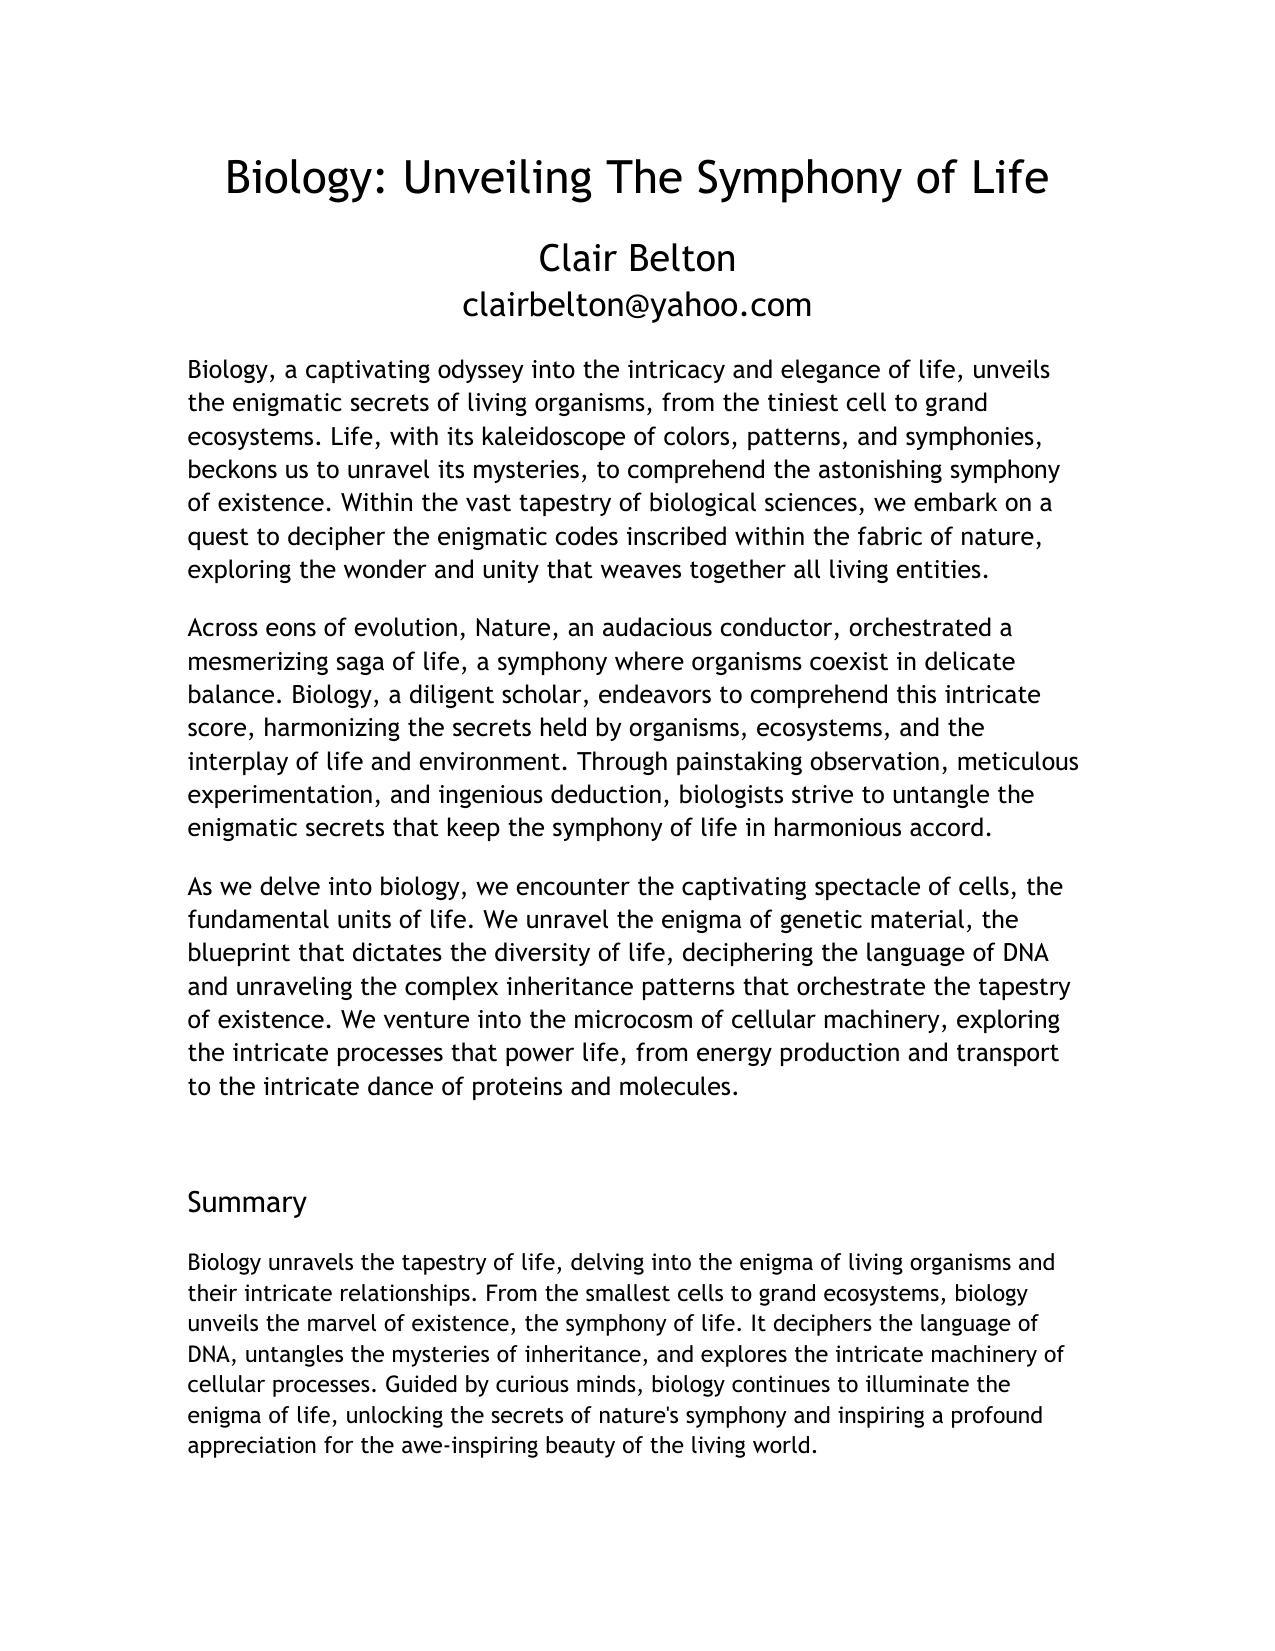 Biology: Unveiling The Symphony of Life
Clair Belton
clairbelton@yahoo.com
Biology, a captivating odyssey into the intricacy and elegance of life, unveils
the enigmatic secrets of living organisms, from the tiniest cell to grand
ecosystems. Life, with its kaleidoscope of colors, patterns, and symphonies,
beckons us to unravel its mysteries, to comprehend the astonishing symphony
of existence. Within the vast tapestry of biological sciences, we embark on a
quest to decipher the enigmatic codes inscribed within the fabric of nature,
exploring the wonder and unity that weaves together all living entities.
Across eons of evolution, Nature, an audacious conductor, orchestrated a
mesmerizing saga of life, a symphony where organisms coexist in delicate
balance. Biology, a diligent scholar, endeavors to comprehend this intricate
score, harmonizing the secrets held by organisms, ecosystems, and the
interplay of life and environment. Through painstaking observation, meticulous
experimentation, and ingenious deduction, biologists strive to untangle the
enigmatic secrets that keep the symphony of life in harmonious accord.
As we delve into biology, we encounter the captivating spectacle of cells, the
fundamental units of life. We unravel the enigma of genetic material, the
blueprint that dictates the diversity of life, deciphering the language of DNA
and unraveling the complex inheritance patterns that orchestrate the tapestry
of existence. We venture into the microcosm of cellular machinery, exploring
the intricate processes that power life, from energy production and transport
to the intricate dance of proteins and molecules.
Summary
Biology unravels the tapestry of life, delving into the enigma of living organisms and
their intricate relationships. From the smallest cells to grand ecosystems, biology
unveils the marvel of existence, the symphony of life. It deciphers the language of
DNA, untangles the mysteries of inheritance, and explores the intricate machinery of
cellular processes. Guided by curious minds, biology continues to illuminate the
enigma of life, unlocking the secrets of nature's symphony and inspiring a profound
appreciation for the awe-inspiring beauty of the living world.